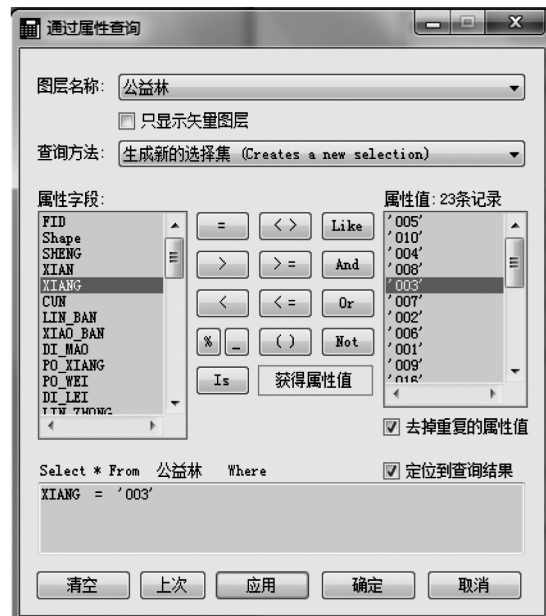 通过属性查询
图层名称: 公益林
只显示矢量图层
查询方法: 生成新的选择集 (Creates a new selection)
属性字段:
FID
Shape
SHENG
XIAN
XIANG
CUN
LIN_BAN
XIAO_BAN
DI_MAO
PO_XIANG
PO_WEI
DI_LEI
LIN_ZHONG
= < > Like
> > = And
< < = Or
% _ ( ) Not
Is 获得属性值
属性值: 23条记录
'005'
'010'
'004'
'008'
'003'
'007'
'002'
'006'
'001'
'009'
'016'
去掉重复的属性值
Select * From 公益林 Where
定位到查询结果
XIANG = '003'
清空 上次 应用 确定 取消